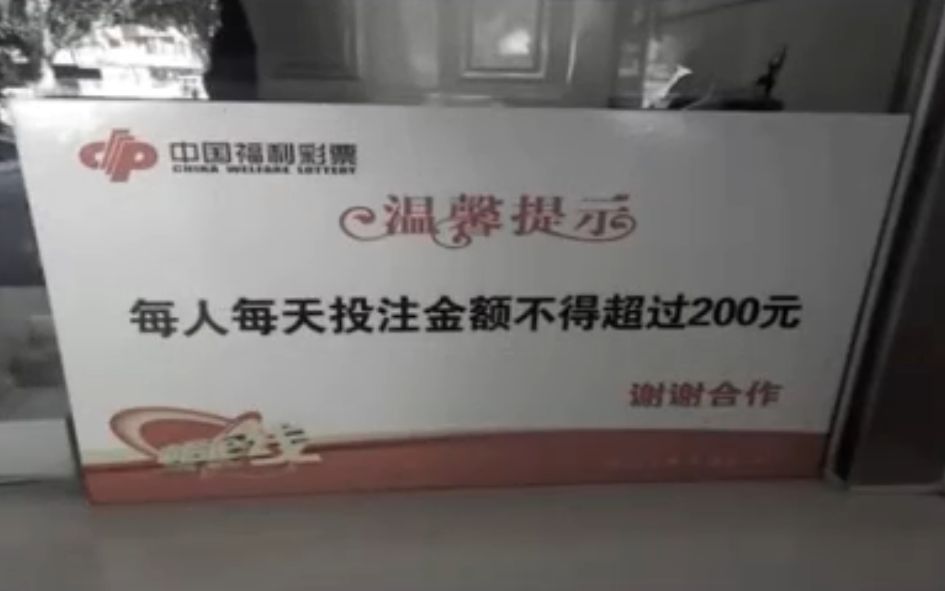 中国福利彩票
CHINA WELFARE LOTTERY
温馨提示
每人每天投注金额不得超过200元
谢谢合作